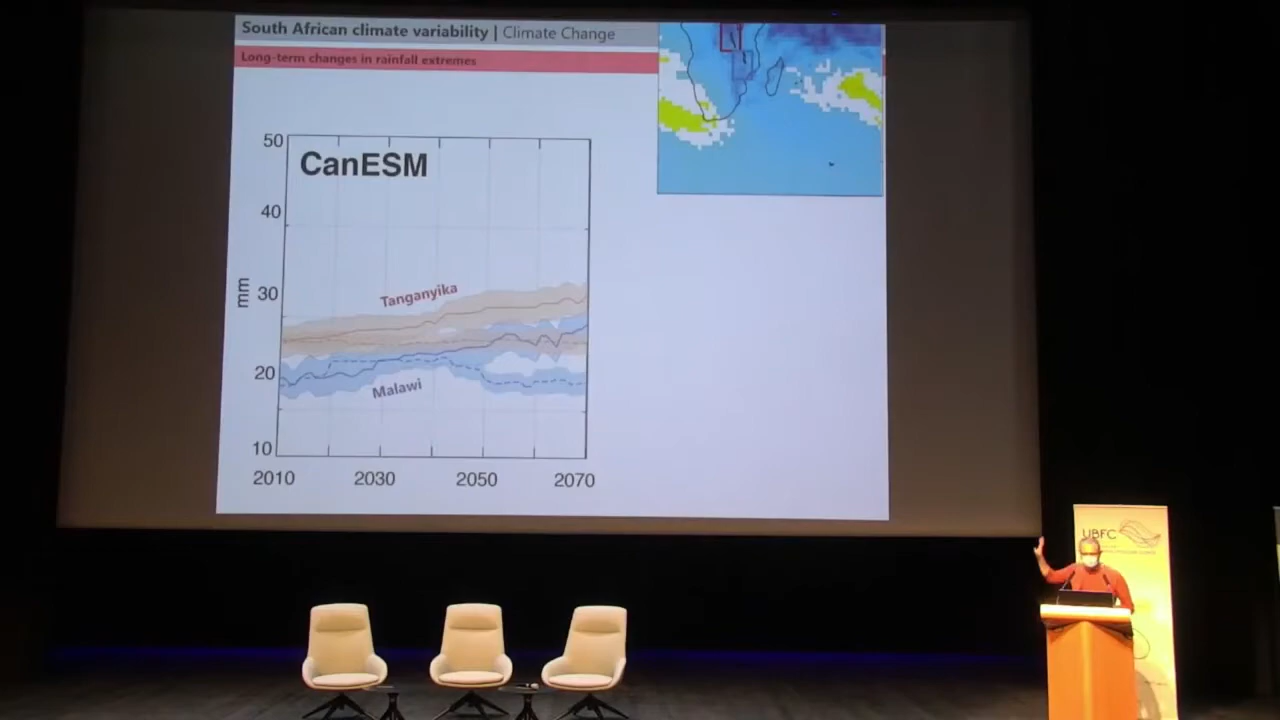 South African climate variability | Climate Change
Long-term changes in rainfall extremes
50
CanESM
40
mm
30
Tanganyika
20
Malawi
10
2010
2030
2050
2070
UBFC